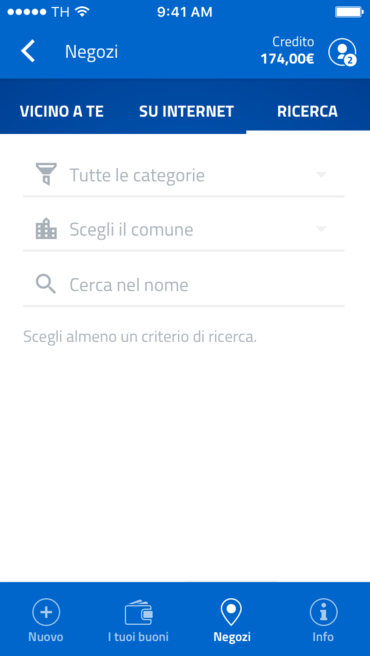 TH 9:41 AM
Negozi
Credito
174,00€
2
VICINO A TE SU INTERNET RICERCA
Tutte le categorie
Scegli il comune
Cerca nel nome
Scegli almeno un criterio di ricerca.
Nuovo I tuoi buoni Negozi Info